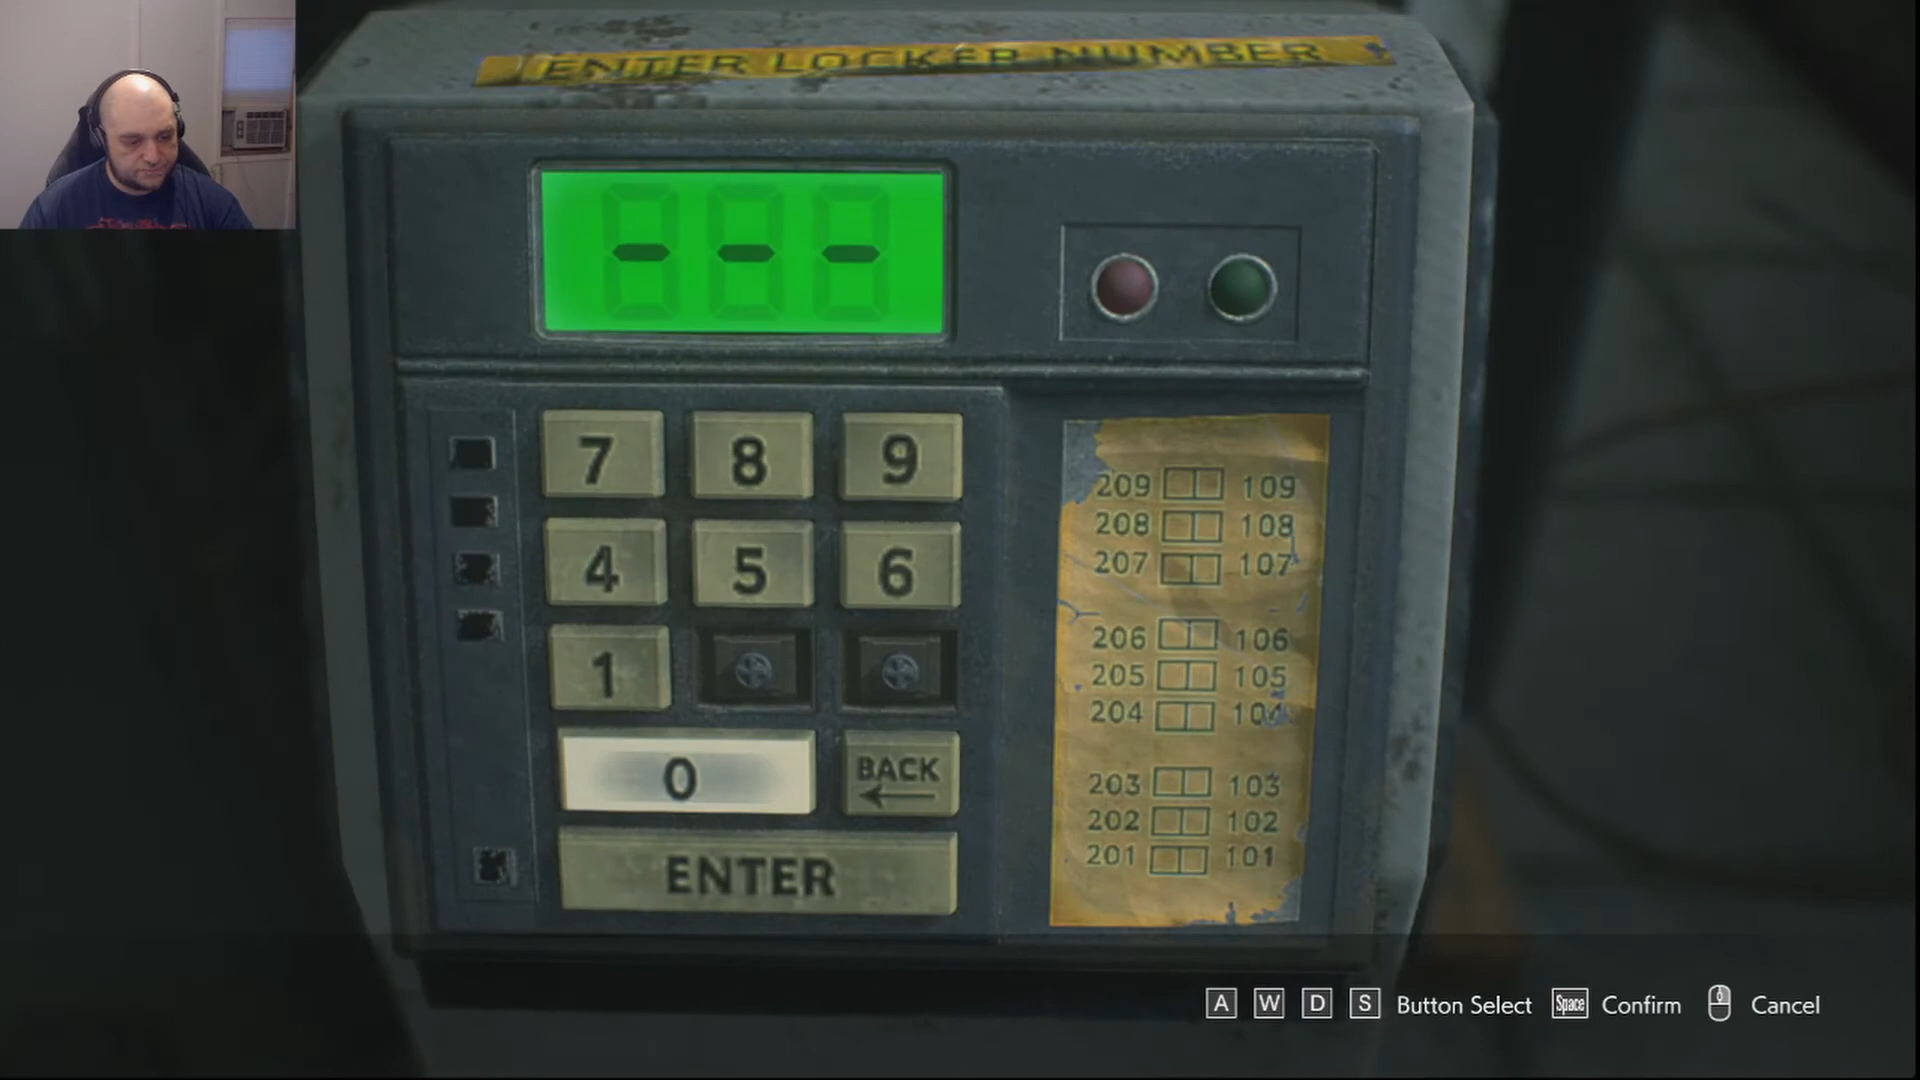 ENTER LOCKER NUMBER
7 8 9
4 5 6
1
0 BACK
ENTER
209 109
208 108
207 107
206 106
205 105
204 104
203 103
202 102
201 101
A W D S Button Select Space Confirm Cancel